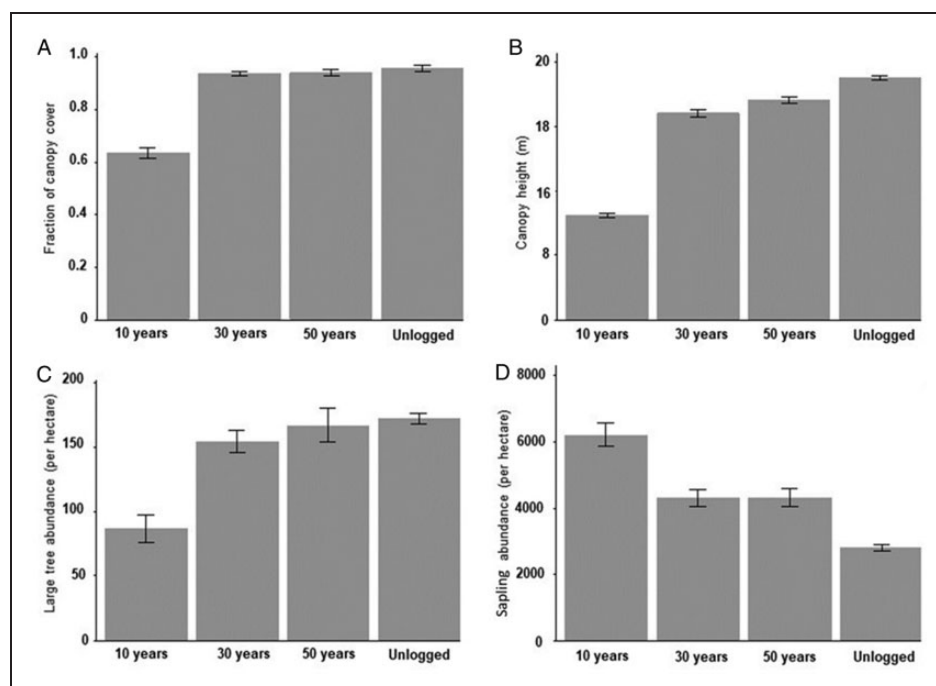 A
Fraction of canopy cover
1.0
0.8
0.6
0.4
0.2
0
10 years 30 years 50 years Unlogged
B
Canopy height (m)
20
18
16
8
0
10 years 30 years 50 years Unlogged
C
Large tree abundance (per hectare)
200
150
100
50
0
10 years 30 years 50 years Unlogged
D
Sapling abundance (per hectare)
8000
6000
4000
2000
0
10 years 30 years 50 years Unlogged